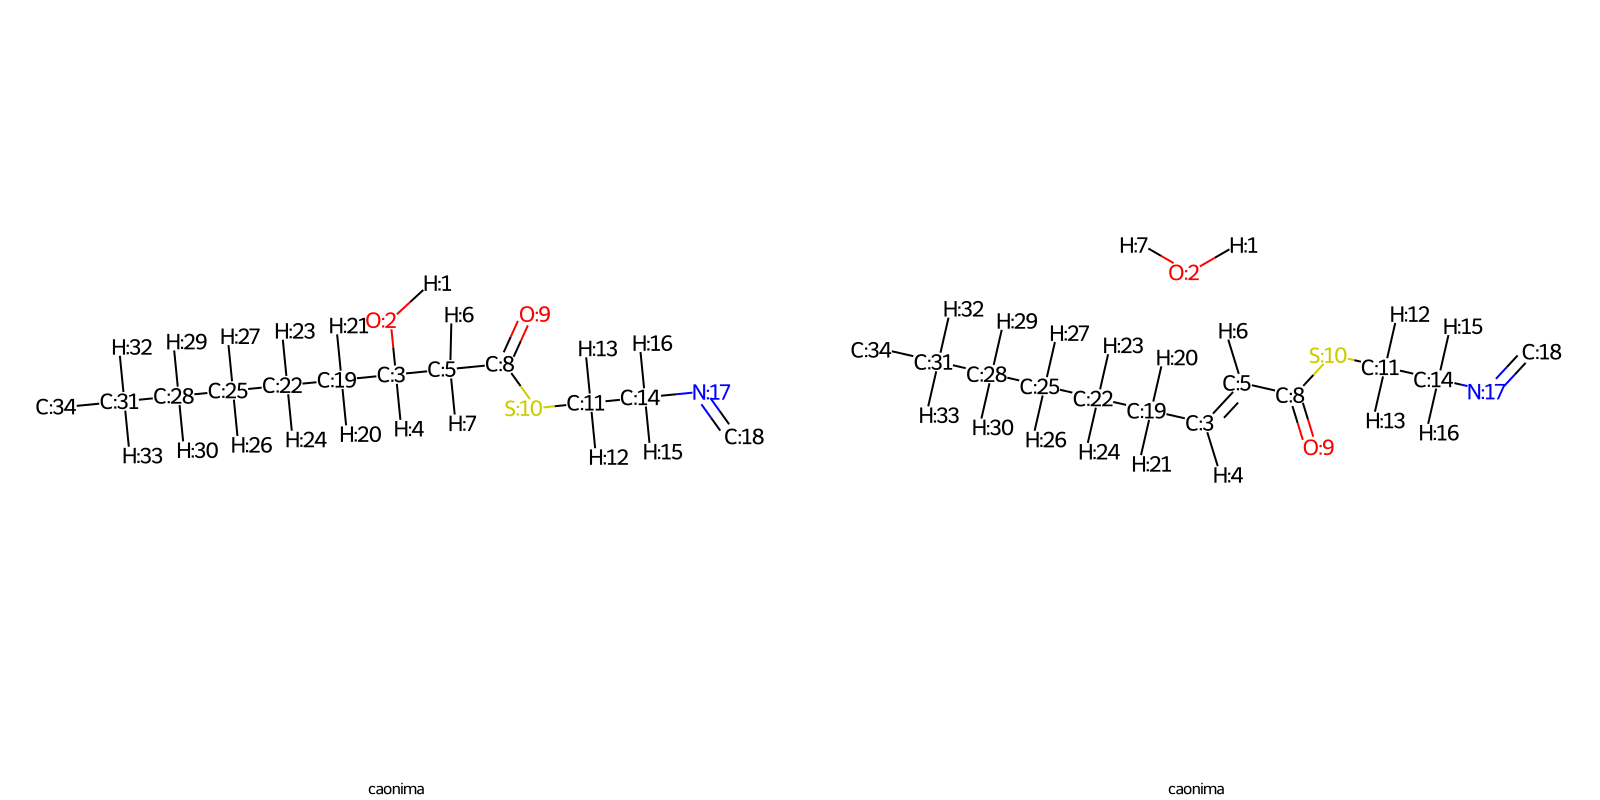 H:1
H:21 O:2 H:6 O:9
H:32 H:29 H:27 H:23 H:13 H:16
C:34 C:31 C:28 C:25 C:22 C:19 C:3 C:5 C:8 S:10 C:11 C:14 N:17 C:18
H:33 H:30 H:26 H:24 H:20 H:4 H:7 H:12 H:15
caonima
H:7 H:1
O:2
H:32 H:29 H:27 H:23 H:20 H:6 H:12 H:15
C:34 C:31 C:28 C:25 C:22 C:19 C:3 C:5 C:8 S:10 C:11 C:14 N:17 C:18
H:33 H:30 H:26 H:24 H:21 H:4 O:9 H:13 H:16
caonima